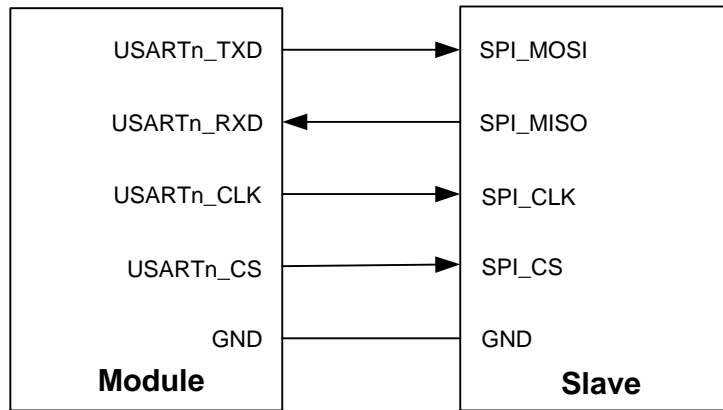 USARTn_TXD SPI_MOSI
USARTn_RXD SPI_MISO
USARTn_CLK SPI_CLK
USARTn_CS SPI_CS
GND GND
Module Slave